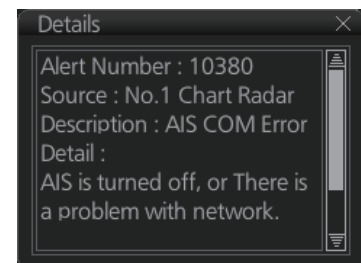 Details
Alert Number : 10380
Source : No.1 Chart Radar
Description : AIS COM Error
Detail :
AIS is turned off, or There is
a problem with network.